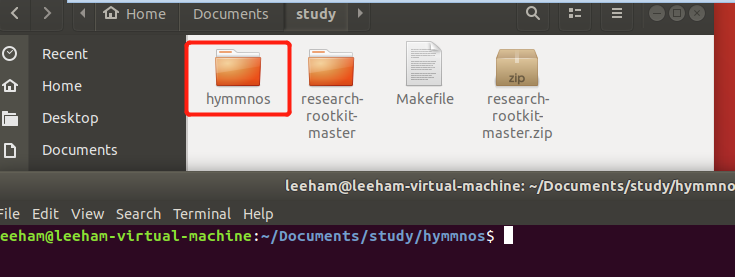 Home Documents study
Recent
Home
Desktop
Documents
hymmnos
research-
rootkit-
master
Makefile
zip
research-
rootkit-
master.zip
leeham@leeham-virtual-machine: ~/Documents/study/hymmno
File Edit View Search Terminal Help
eeham@leeham-virtual-machine:~/Documents/study/hymmnos$